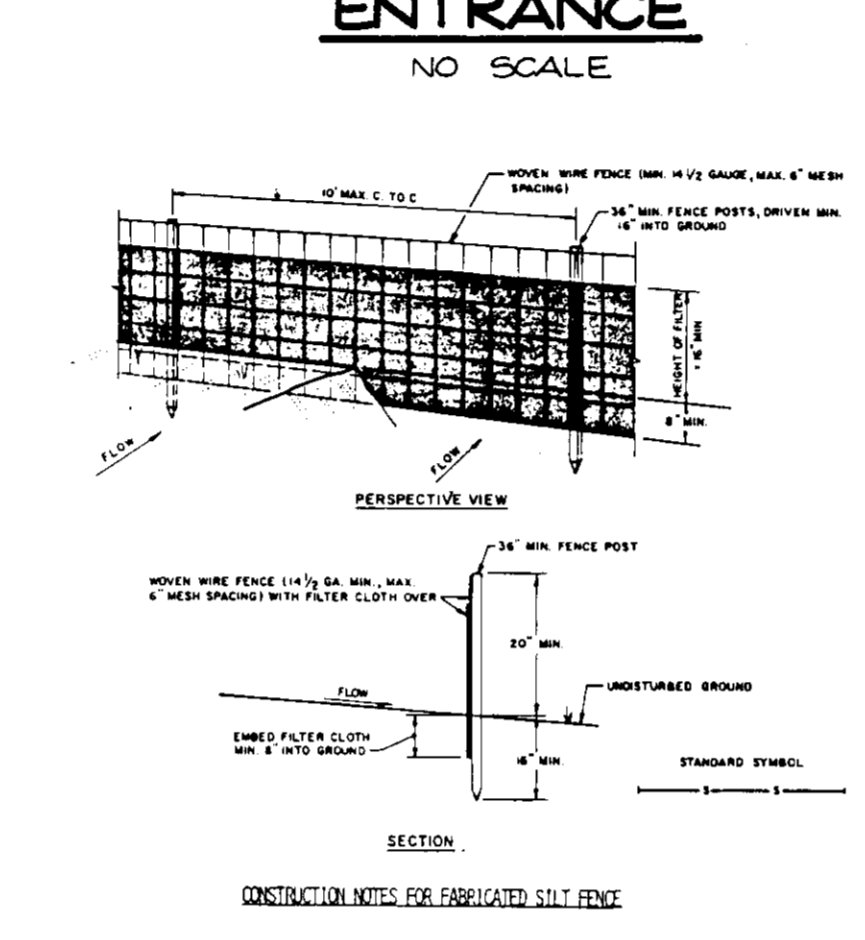 ENTRANCE
NO SCALE
WOVEN WIRE FENCE (MIN. 14 1/2 GAUGE, MAX. 6" MESH
SPACING)
10' MAX. C. TO C
36" MIN. FENCE POSTS, DRIVEN MIN.
16" INTO GROUND
HEIGHT OF FILTER
16" MIN
8" MIN.
FLOW
FLOW
PERSPECTIVE VIEW
36" MIN. FENCE POST
WOVEN WIRE FENCE (14 1/2 GA. MIN., MAX.
6" MESH SPACING) WITH FILTER CLOTH OVER
20" MIN.
FLOW
UNDISTURBED GROUND
EMBED FILTER CLOTH
MIN. 8" INTO GROUND
16" MIN.
STANDARD SYMBOL
S S
SECTION
CONSTRUCTION NOTES FOR FABRICATED SILT FENCE